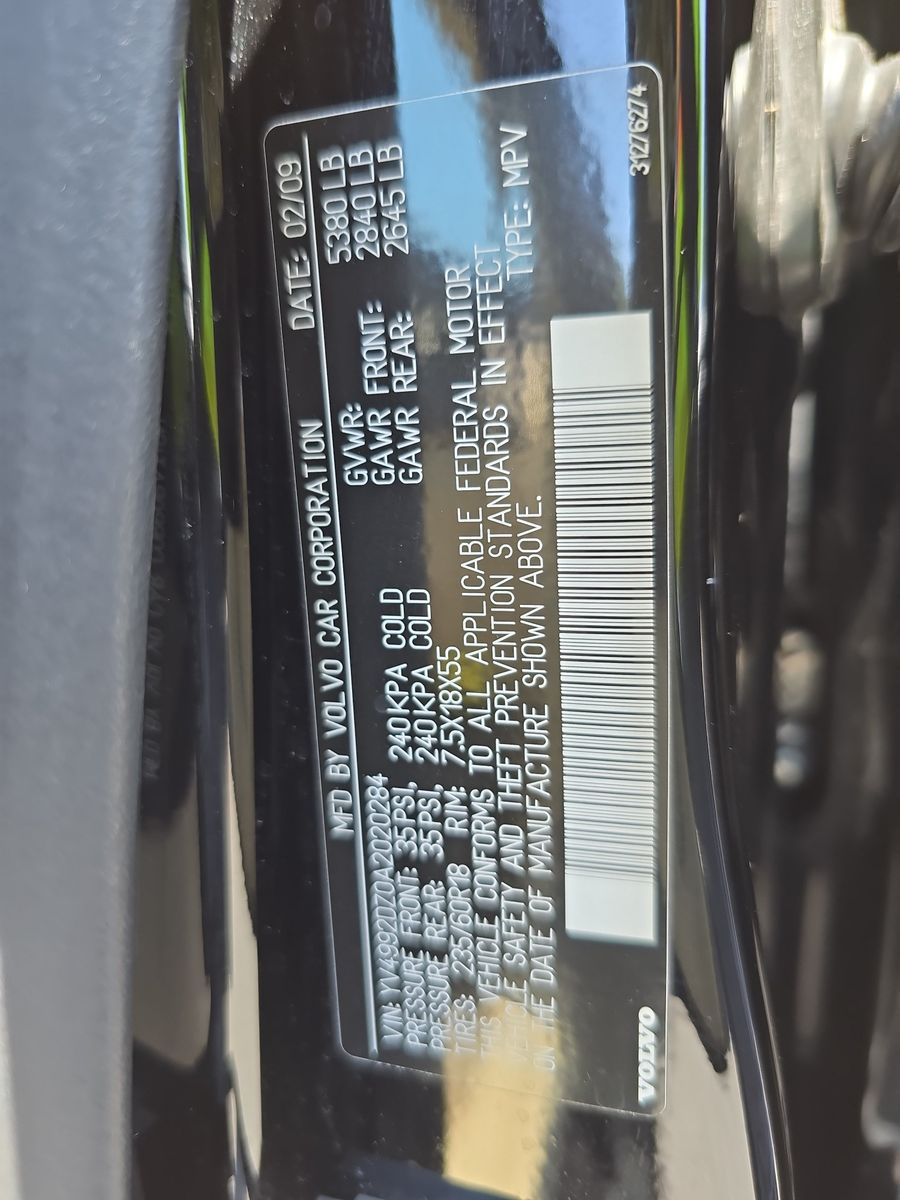 MFD BY VOLVO CAR CORPORATION DATE: 02/09
VIN: YV4992DZ0A2020284 GVWR: 5380 LB
PRESSURE FRONT: 35PSI, 240KPA COLD GAWR FRONT: 2840 LB
PRESSURE REAR: 35PSI, 240KPA COLD GAWR REAR: 2645 LB
TIRES: 235/60R18 RIM: 7.5X18X55
THIS VEHICLE CONFORMS TO ALL APPLICABLE FEDERAL MOTOR
VEHICLE SAFETY AND THEFT PREVENTION STANDARDS IN EFFECT
ON THE DATE OF MANUFACTURE SHOWN ABOVE. TYPE: MPV
VOLVO 31276274